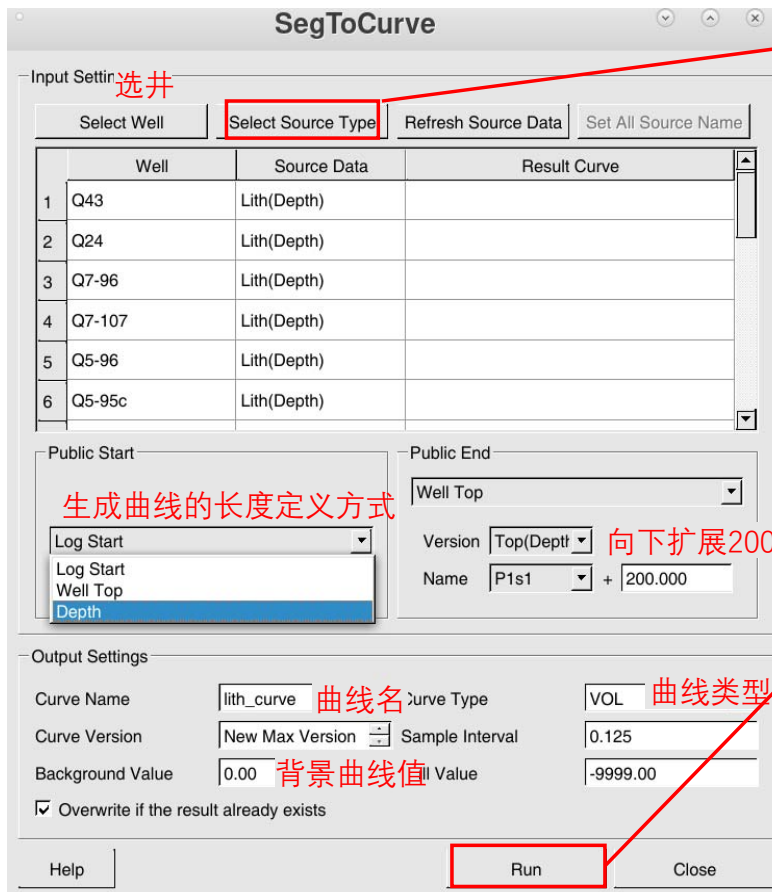 SegToCurve
Input Settin
选井
Select Well Select Source Type Refresh Source Data Set All Source Name
Well Source Data Result Curve
1 Q43 Lith(Depth)
2 Q24 Lith(Depth)
3 Q7-96 Lith(Depth)
4 Q7-107 Lith(Depth)
5 Q5-96 Lith(Depth)
6 Q5-95c Lith(Depth)
Public Start
生成曲线的长度定义方式
Log Start
Log Start
Well Top
Depth
Public End
Well Top
Version Top(Depth 向下扩展200
Name P1s1 + 200.000
Output Settings
Curve Name lith_curve 曲线名 Curve Type VOL 曲线类型
Curve Version New Max Version Sample Interval 0.125
Background Value 0.00 背景曲线值 ll Value -9999.00
Overwrite if the result already exists
Help Run Close